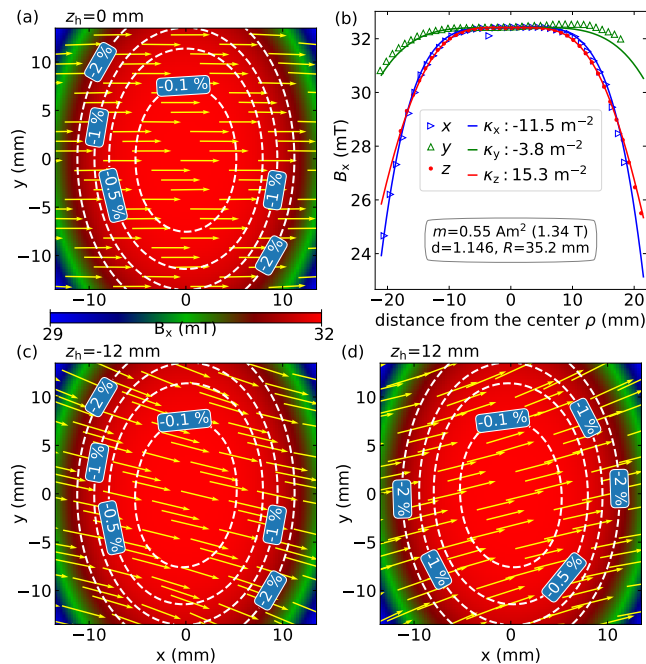 (a) z_h=0 mm
-2 %
-0.1 %
-1 %
-0.5 %
-1 %
-2 %
y (mm)
10
5
0
−5
−10
−10 0 10
B_x (mT)
29 32
(b)
B_x (mT)
32
30
28
26
24
x κ_x: -11.5 m⁻²
y κ_y: -3.8 m⁻²
z κ_z: 15.3 m⁻²
m=0.55 Am² (1.34 T)
d=1.146, R=35.2 mm
−20 −10 0 10 20
distance from the center ρ (mm)
(c) z_h=-12 mm
-2 %
-0.1 %
-1 %
-0.5 %
-1 %
-2 %
y (mm)
10
5
0
−5
−10
−10 0 10
x (mm)
(d) z_h=12 mm
-0.1 %
-1 %
-2 %
-2 %
-1 %
-0.5 %
y (mm)
10
5
0
−5
−10
−10 0 10
x (mm)